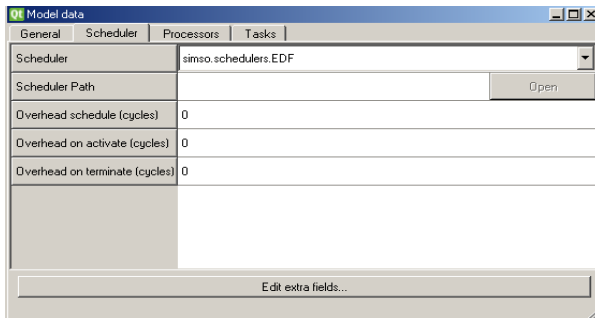 Qt Model data
General Scheduler Processors Tasks
Scheduler simso.schedulers.EDF
Scheduler Path Open
Overhead schedule (cycles) 0
Overhead on activate (cycles) 0
Overhead on terminate (cycles) 0
Edit extra fields...